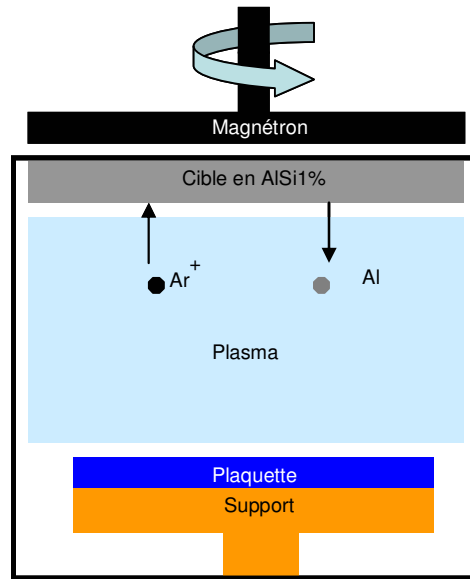 Magnétron
Cible en AlSi1%
Ar+
Al
Plasma
Plaquette
Support